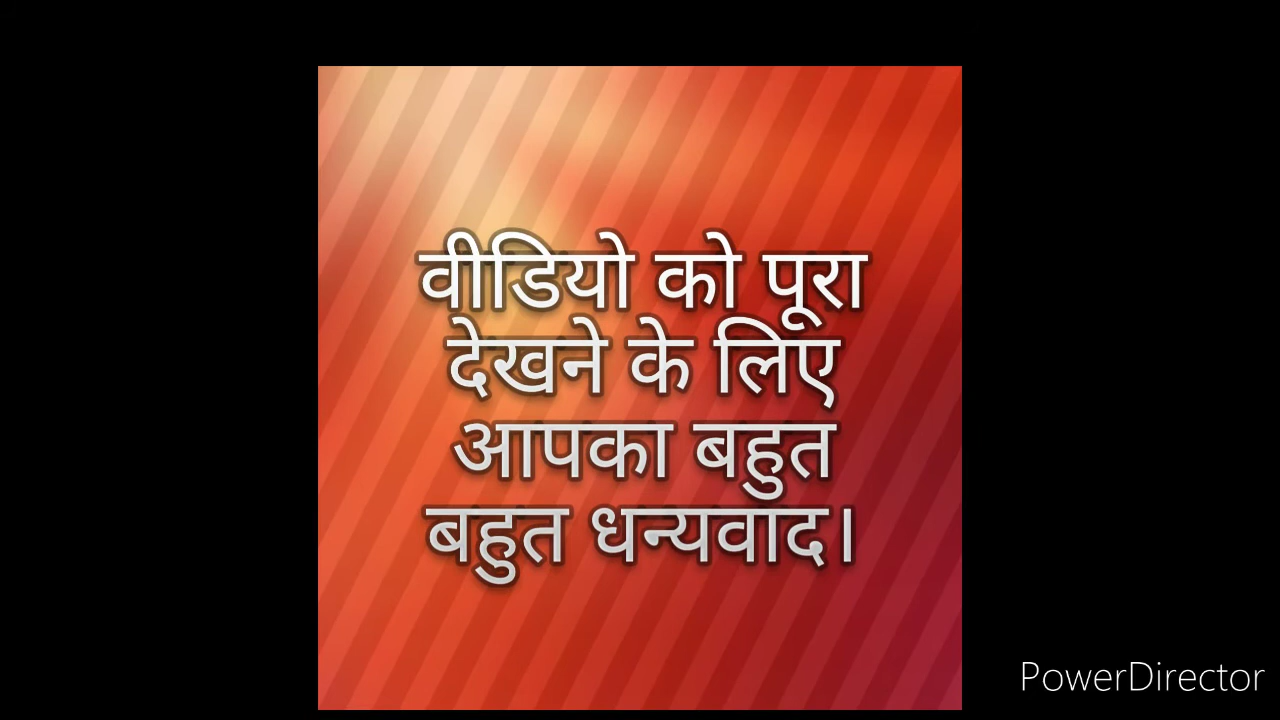 वीडियो को पूरा
देखने के लिए
आपका बहुत
बहुत धन्यवाद।
PowerDirector